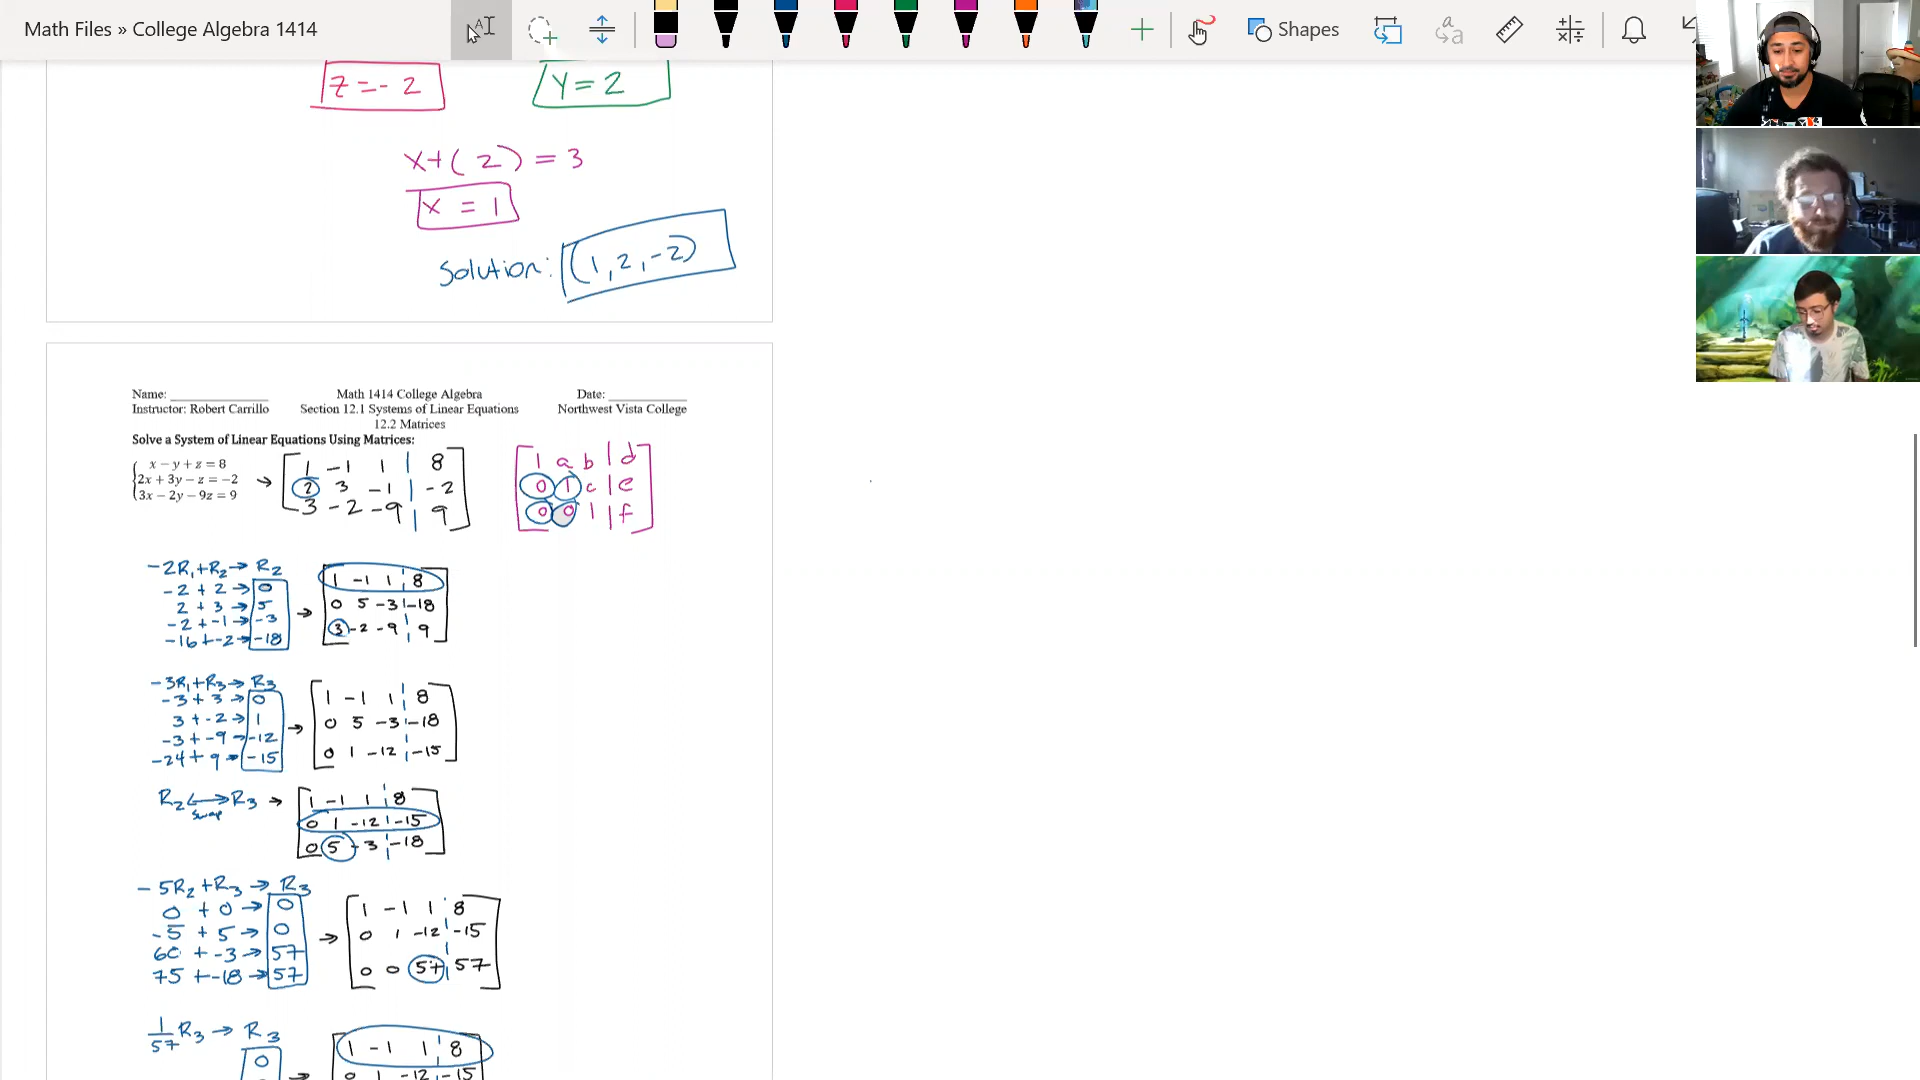 Math Files » College Algebra 1414
Shapes
z = - 2
y = 2
x + ( 2 ) = 3
x = 1
Solution: (1, 2, -2)
Name: ____________
Math 1414 College Algebra
Date: ____________
Instructor: Robert Carrillo
Section 12.1 Systems of Linear Equations
Northwest Vista College
12.2 Matrices
Solve a System of Linear Equations Using Matrices:
x − y + z = 8
2x + 3y − z = −2
3x − 2y − 9z = 9
→
1 -1 1 | 8
2 3 -1 | -2
3 -2 -9 | 9
1 a b | d
0 1 c | e
0 0 1 | f
-2R₁+R₂→ R₂
-2 + 2 → 0
2 + 3 → 5
-2 + -1 → -3
-16 + -2 → -18
→
1 -1 1 | 8
0 5 -3 | -18
3 -2 -9 | 9
-3R₁+R₃→ R₃
-3 + 3 → 0
3 + -2 → 1
-3 + -9 → -12
-24 + 9 → -15
→
1 -1 1 | 8
0 5 -3 | -18
0 1 -12 | -15
R₂ ⟷ R₃ →
Swap
1 -1 1 | 8
0 1 -12 | -15
0 5 -3 | -18
-5R₂+R₃ → R₃
0 + 0 → 0
-5 + 5 → 0
60 + -3 → 57
75 + -18 → 57
→
1 -1 1 | 8
0 1 -12 | -15
0 0 57 | 57
1/57 R₃ → R₃
0
→
1 -1 1 | 8
0 1 -12 | -15